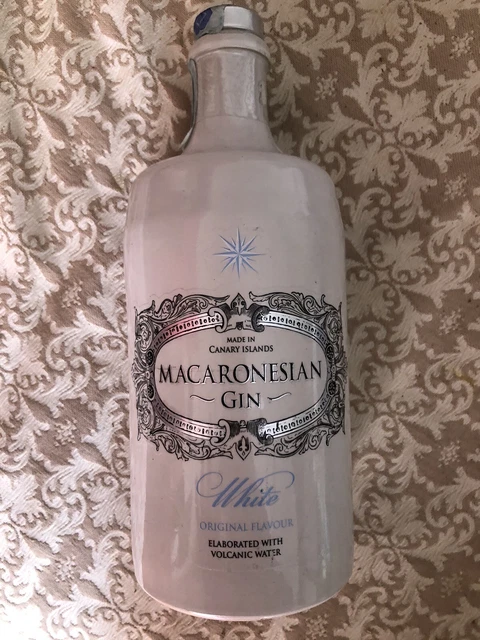 MADE IN
CANARY ISLANDS
MACARONESIAN
GIN
White
ORIGINAL FLAVOUR
ELABORATED WITH
VOLCANIC WATER